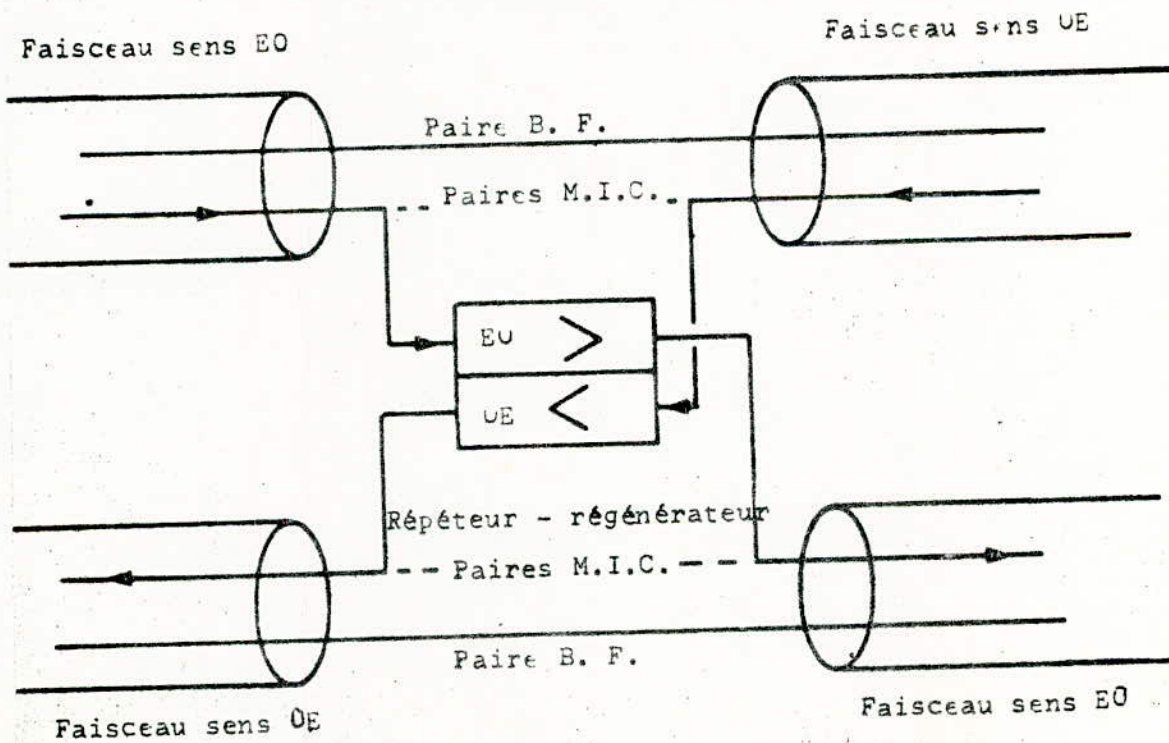 Faisceau sens EO
Faisceau sens OE
Paire B. F.
Paires M.I.C.
EO >
OE <
Répéteur - régénérateur
Paires M.I.C.
Paire B. F.
Faisceau sens OE
Faisceau sens EO